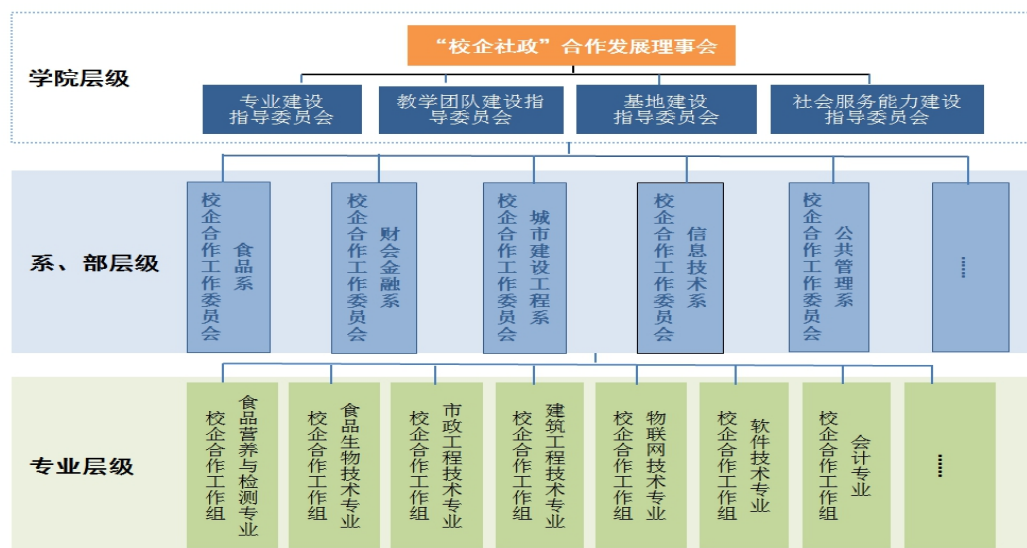 “校企社政”合作发展理事会
学院层级
专业建设
指导委员会
教学团队建设指
导委员会
基地建设
指导委员会
社会服务能力建设
指导委员会
系、部层级
食品系
校企合作工作委员会
财会金融系
校企合作工作委员会
城市建设工程系
校企合作工作委员会
信息技术系
校企合作工作委员会
公共管理系
校企合作工作委员会
……
专业层级
食品营养与检测专业
校企合作工作组
食品生物技术专业
校企合作工作组
市政工程技术专业
校企合作工作组
建筑工程技术专业
校企合作工作组
物联网技术专业
校企合作工作组
软件技术专业
校企合作工作组
会计专业
校企合作工作组
……